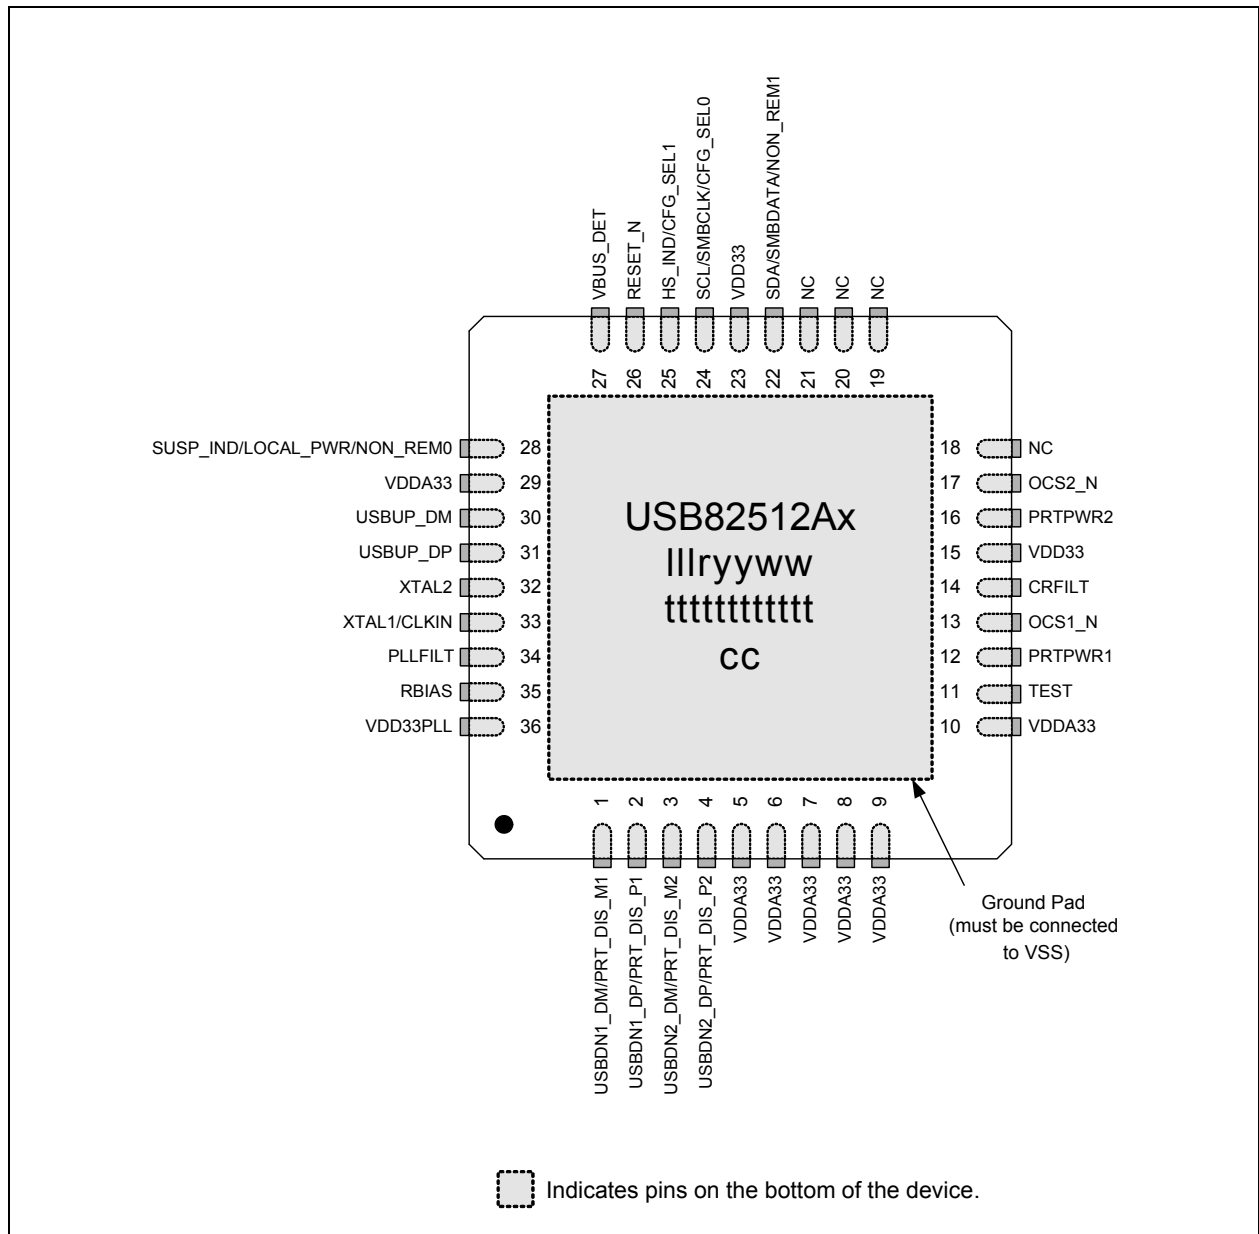 VBUS_DET
RESET_N
HS_IND/CFG_SEL1
SCL/SMBCLK/CFG_SEL0
VDD33
SDA/SMBDATA/NON_REM1
NC
NC
NC
27
26
25
24
23
22
21
20
19
SUSP_IND/LOCAL_PWR/NON_REM0 28
VDDA33 29
USBUP_DM 30
USBUP_DP 31
XTAL2 32
XTAL1/CLKIN 33
PLLFILT 34
RBIAS 35
VDD33PLL 36
USB82512Ax
lllryyww
tttttttttttt
cc
18 NC
17 OCS2_N
16 PRTPWR2
15 VDD33
14 CRFILT
13 OCS1_N
12 PRTPWR1
11 TEST
10 VDDA33
1
2
3
4
5
6
7
8
9
USBDN1_DM/PRT_DIS_M1
USBDN1_DP/PRT_DIS_P1
USBDN2_DM/PRT_DIS_M2
USBDN2_DP/PRT_DIS_P2
VDDA33
VDDA33
VDDA33
VDDA33
VDDA33
Ground Pad
(must be connected
to VSS)
Indicates pins on the bottom of the device.